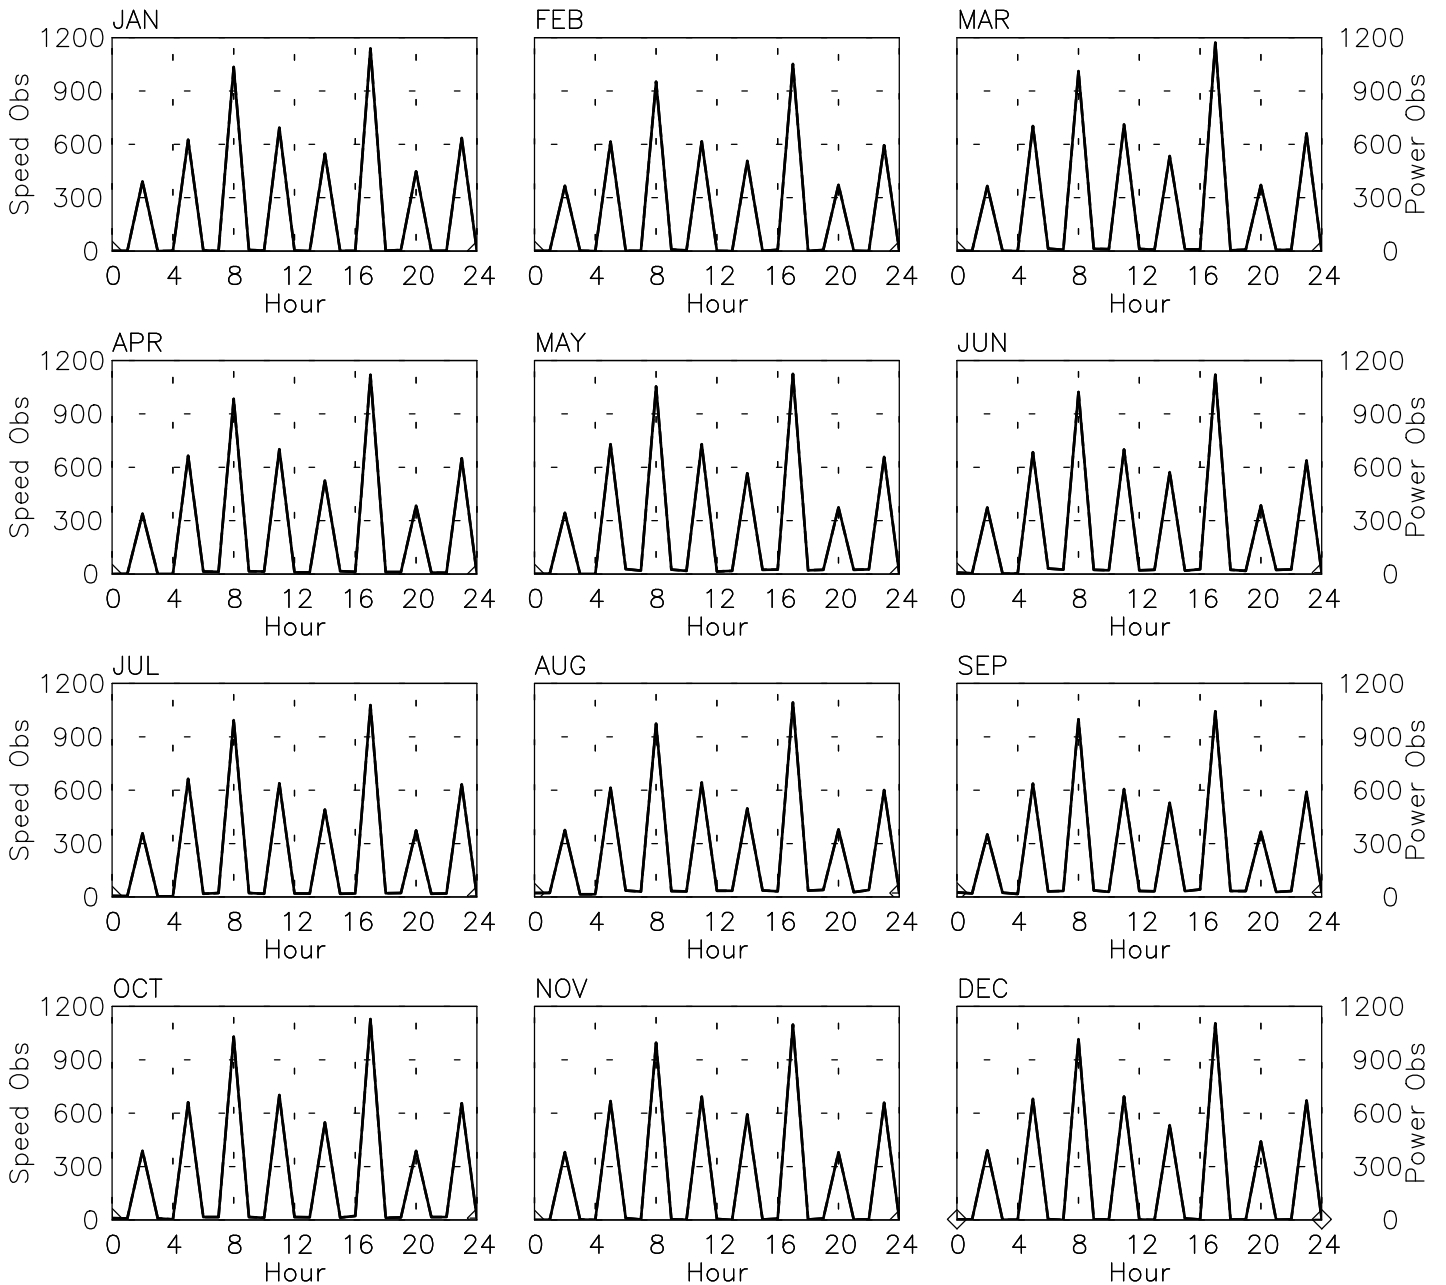 JAN FEB MAR
1200 1200
900 900
600 600
300 300
0 0
Speed Obs Power Obs
0 4 8 12 16 20 24 0 4 8 12 16 20 24 0 4 8 12 16 20 24
Hour Hour Hour
APR MAY JUN
1200 1200
900 900
600 600
300 300
0 0
Speed Obs Power Obs
0 4 8 12 16 20 24 0 4 8 12 16 20 24 0 4 8 12 16 20 24
Hour Hour Hour
JUL AUG SEP
1200 1200
900 900
600 600
300 300
0 0
Speed Obs Power Obs
0 4 8 12 16 20 24 0 4 8 12 16 20 24 0 4 8 12 16 20 24
Hour Hour Hour
OCT NOV DEC
1200 1200
900 900
600 600
300 300
0 0
Speed Obs Power Obs
0 4 8 12 16 20 24 0 4 8 12 16 20 24 0 4 8 12 16 20 24
Hour Hour Hour